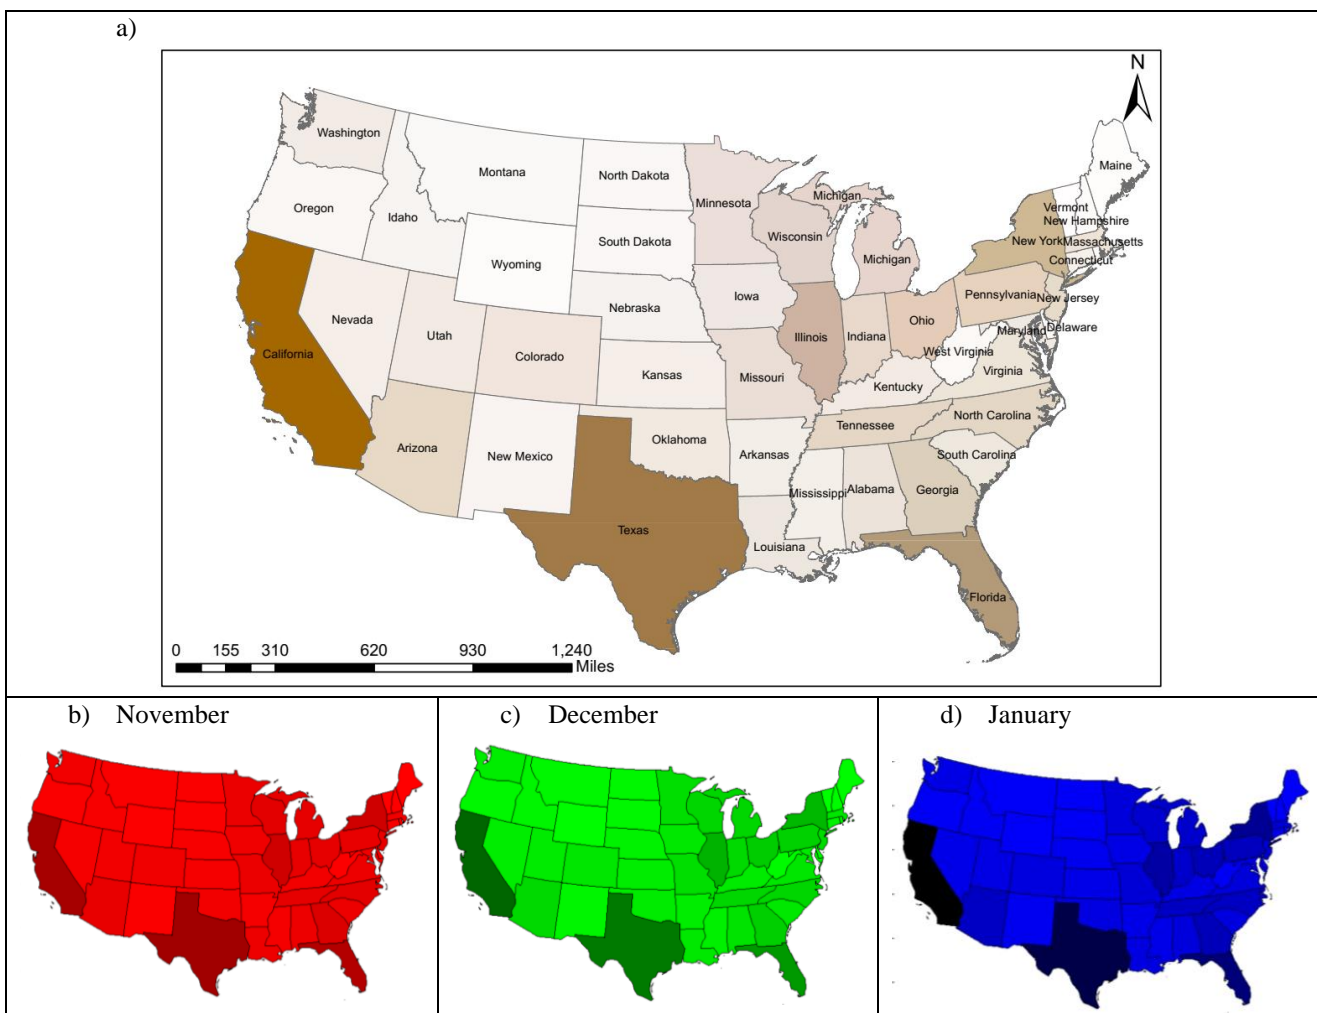 a)
N
Washington
Montana
North Dakota
Maine
Minnesota
Michigan
Oregon
Idaho
Vermont
New Hampshire
Wisconsin
South Dakota
New York
Massachusetts
Michigan
Connecticut
Wyoming
Iowa
Pennsylvania
New Jersey
Nebraska
Nevada
Ohio
Utah
Illinois
Indiana
Maryland
Delaware
California
Colorado
West Virginia
Kansas
Missouri
Virginia
Kentucky
North Carolina
Tennessee
Oklahoma
Arizona
New Mexico
Arkansas
South Carolina
Mississippi
Alabama
Georgia
Texas
Louisiana
Florida
0 155 310 620 930 1,240
Miles
b) November
c) December
d) January